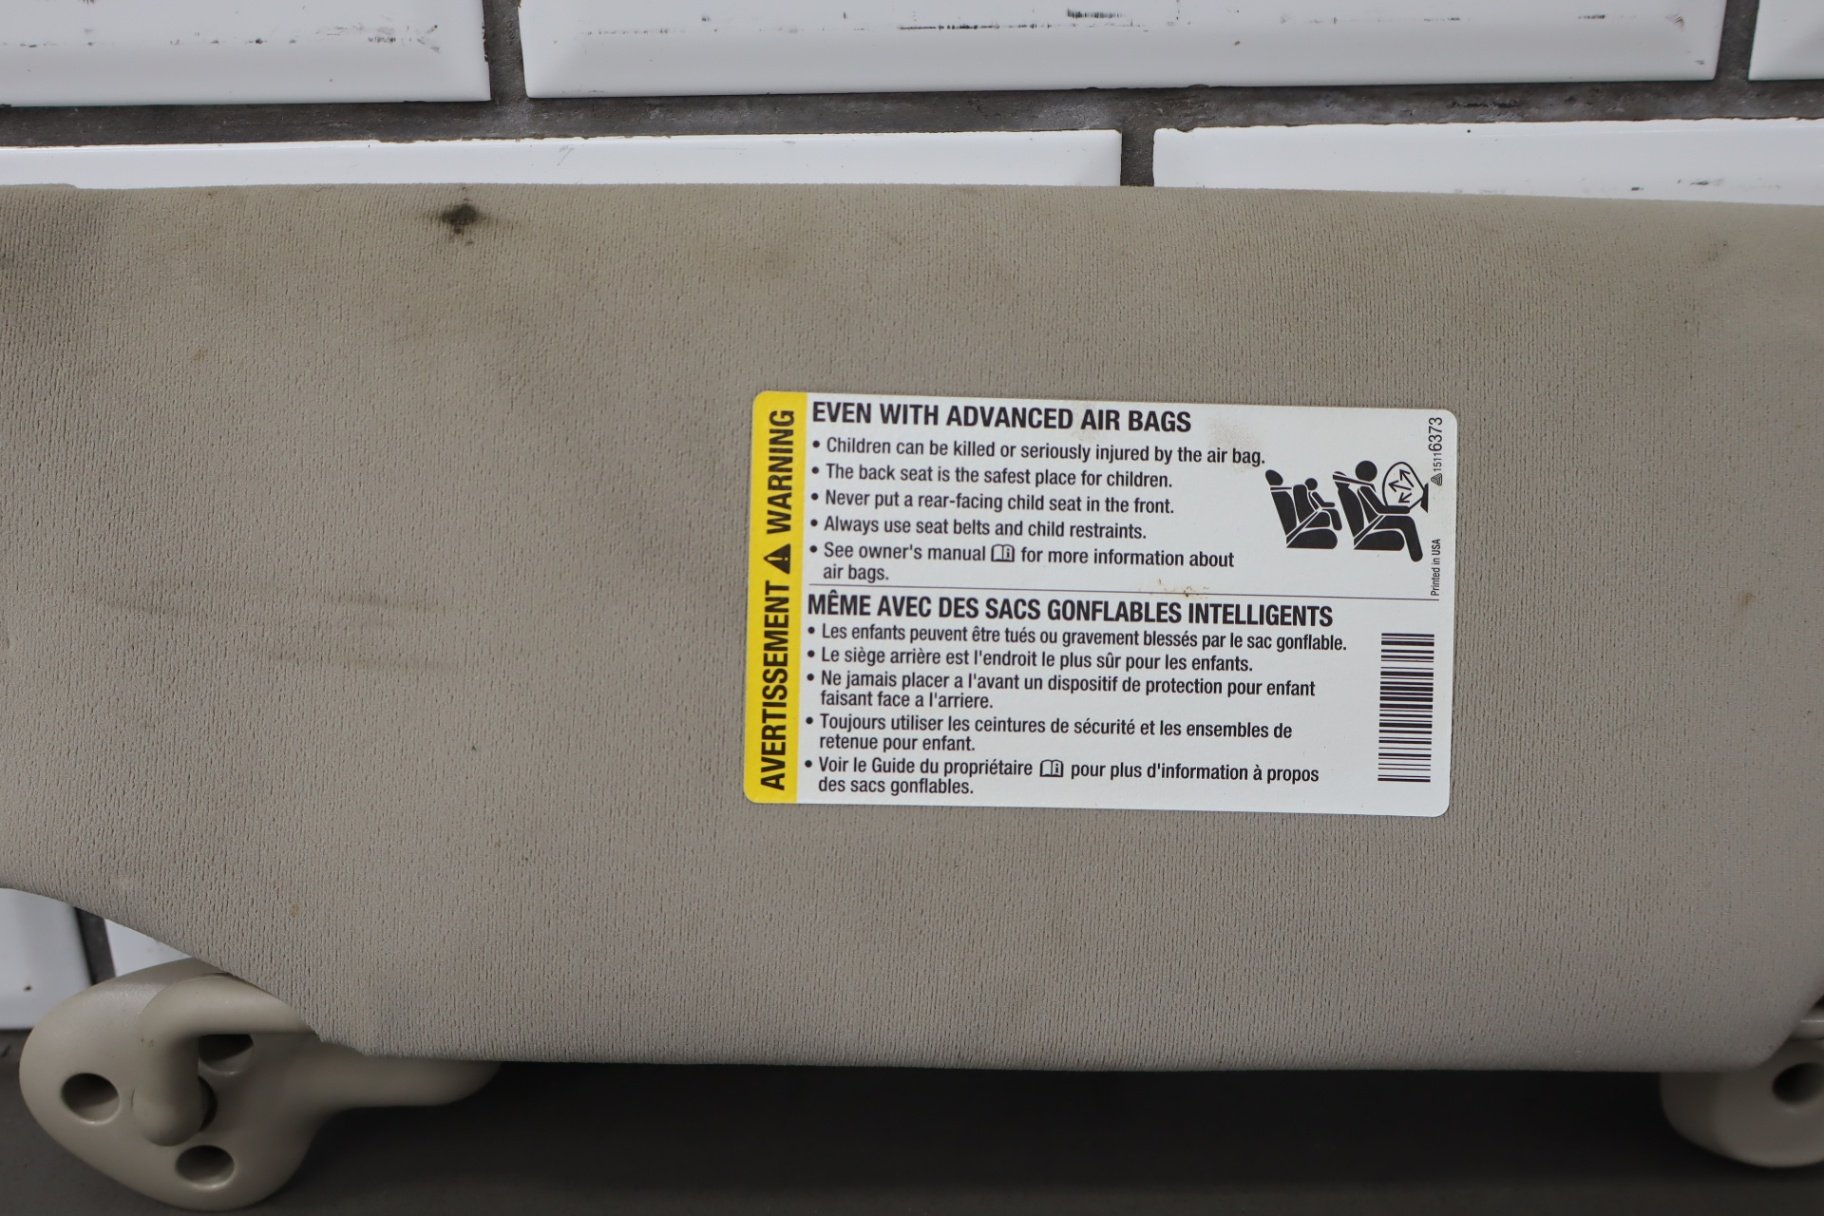 AVERTISSEMENT ⚠ WARNING
EVEN WITH ADVANCED AIR BAGS
• Children can be killed or seriously injured by the air bag.
• The back seat is the safest place for children.
• Never put a rear-facing child seat in the front.
• Always use seat belts and child restraints.
• See owner's manual for more information about
air bags.
15116373
Printed in USA
MÊME AVEC DES SACS GONFLABLES INTELLIGENTS
• Les enfants peuvent être tués ou gravement blessés par le sac gonflable.
• Le siège arrière est l'endroit le plus sûr pour les enfants.
• Ne jamais placer a l'avant un dispositif de protection pour enfant
faisant face a l'arriere.
• Toujours utiliser les ceintures de sécurité et les ensembles de
retenue pour enfant.
• Voir le Guide du propriétaire pour plus d'information à propos
des sacs gonflables.